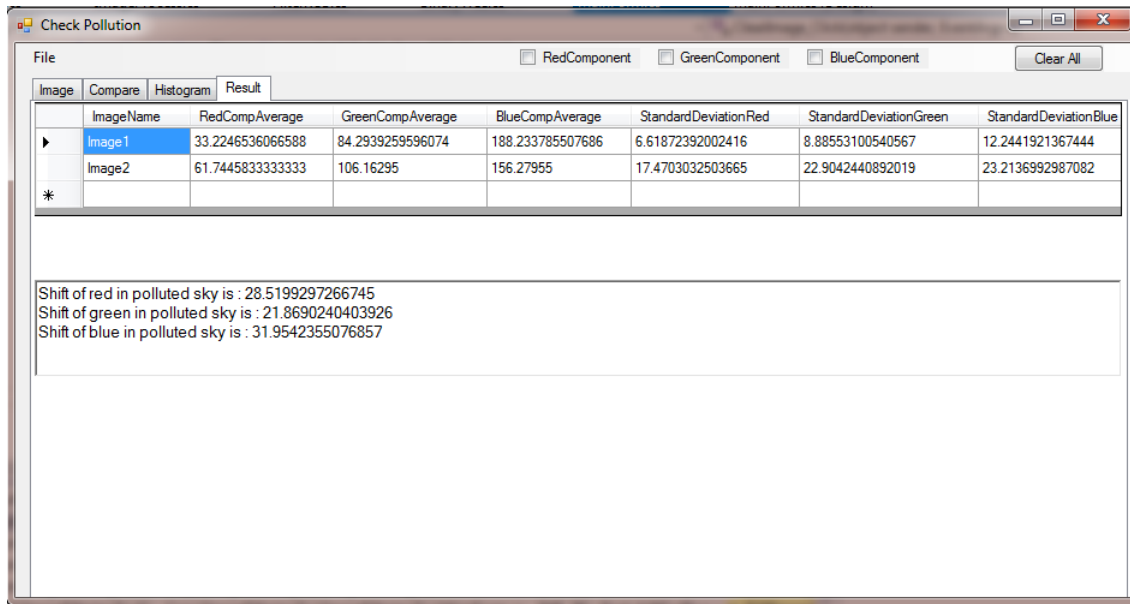 Check Pollution
File
RedComponent
GreenComponent
BlueComponent
Clear All
Image Compare Histogram Result
ImageName RedCompAverage GreenCompAverage BlueCompAverage StandardDeviationRed StandardDeviationGreen StandardDeviationBlue
Image1 33.2246536066588 84.2939259596074 188.233785507686 6.61872392002416 8.88553100540567 12.2441921367444
Image2 61.7445833333333 106.16295 156.27955 17.4703032503665 22.9042440892019 23.2136992987082
Shift of red in polluted sky is : 28.5199297266745
Shift of green in polluted sky is : 21.8690240403926
Shift of blue in polluted sky is : 31.9542355076857